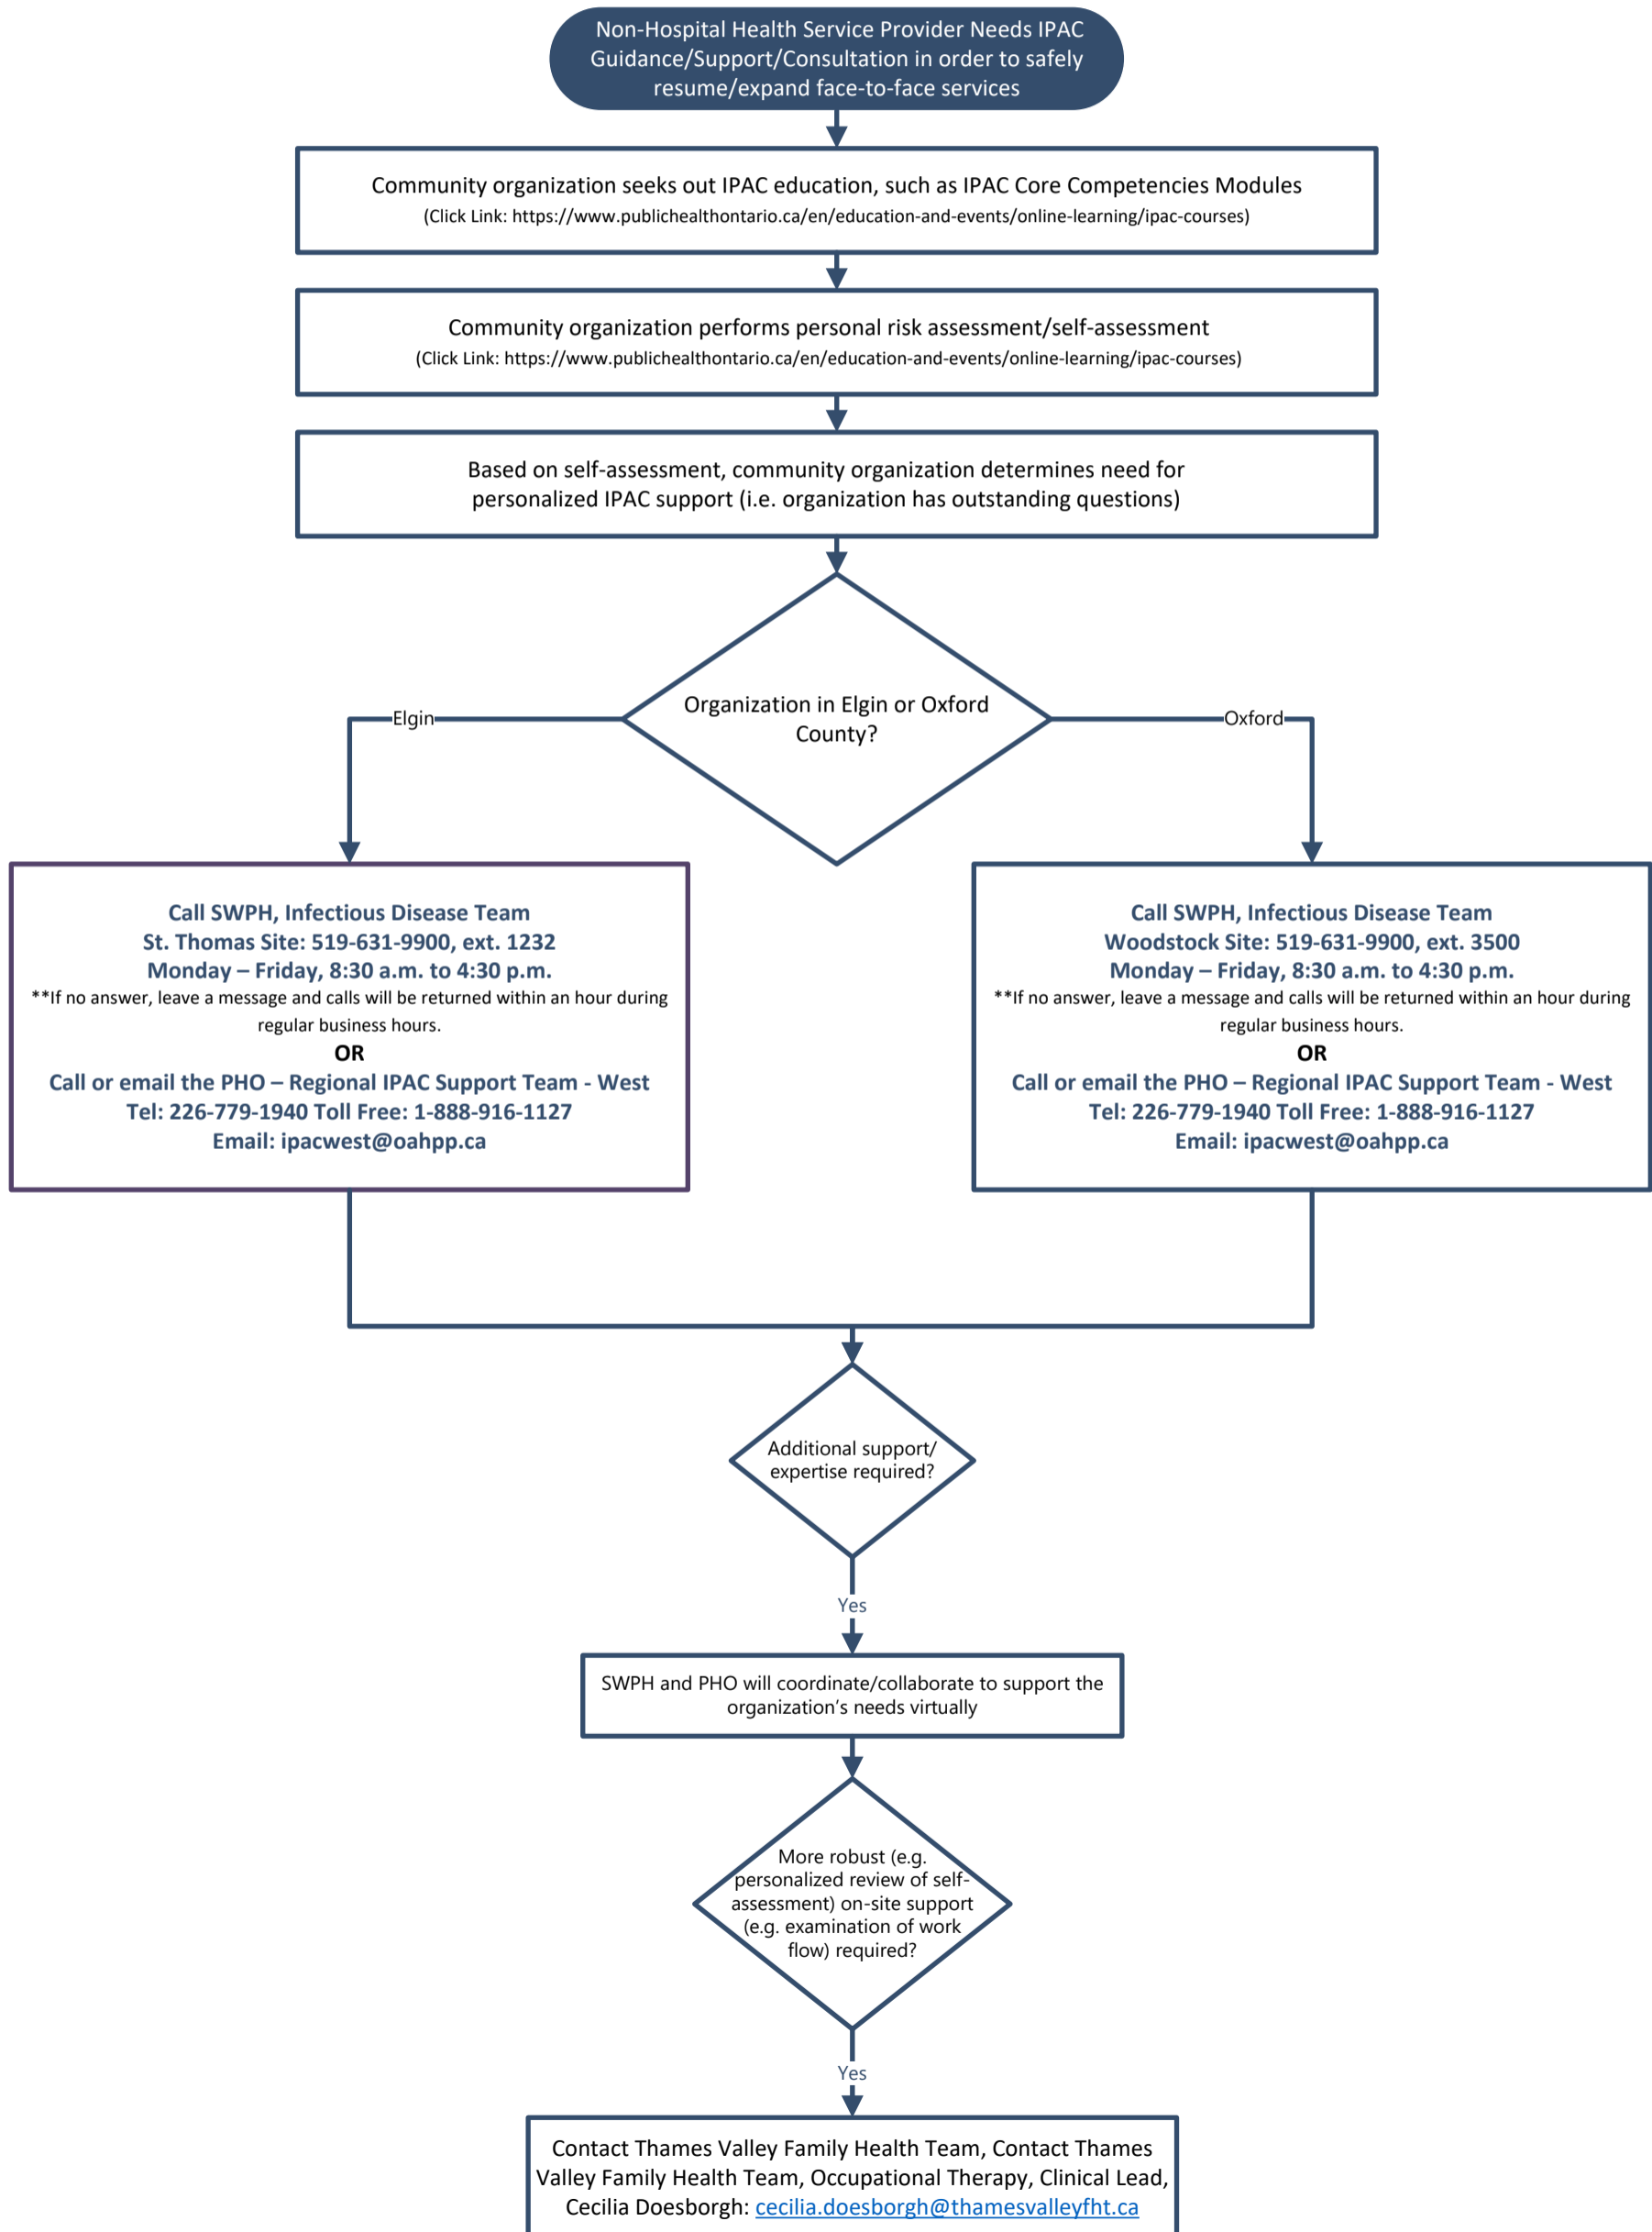 Non-Hospital Health Service Provider Needs IPAC
Guidance/Support/Consultation in order to safely
resume/expand face-to-face services
Community organization seeks out IPAC education, such as IPAC Core Competencies Modules
(Click Link: https://www.publichealthontario.ca/en/education-and-events/online-learning/ipac-courses)
Community organization performs personal risk assessment/self-assessment
(Click Link: https://www.publichealthontario.ca/en/education-and-events/online-learning/ipac-courses)
Based on self-assessment, community organization determines need for
personalized IPAC support (i.e. organization has outstanding questions)
Organization in Elgin or Oxford
County?
Elgin
Oxford
Call SWPH, Infectious Disease Team
St. Thomas Site: 519-631-9900, ext. 1232
Monday – Friday, 8:30 a.m. to 4:30 p.m.
**If no answer, leave a message and calls will be returned within an hour during
regular business hours.
OR
Call or email the PHO – Regional IPAC Support Team - West
Tel: 226-779-1940 Toll Free: 1-888-916-1127
Email: ipacwest@oahpp.ca
Call SWPH, Infectious Disease Team
Woodstock Site: 519-631-9900, ext. 3500
Monday – Friday, 8:30 a.m. to 4:30 p.m.
**If no answer, leave a message and calls will be returned within an hour during
regular business hours.
OR
Call or email the PHO – Regional IPAC Support Team - West
Tel: 226-779-1940 Toll Free: 1-888-916-1127
Email: ipacwest@oahpp.ca
Additional support/
expertise required?
Yes
SWPH and PHO will coordinate/collaborate to support the
organization's needs virtually
More robust (e.g.
personalized review of self-
assessment) on-site support
(e.g. examination of work
flow) required?
Yes
Contact Thames Valley Family Health Team, Contact Thames
Valley Family Health Team, Occupational Therapy, Clinical Lead,
Cecilia Doesborgh: cecilia.doesborgh@thamesvalleyfht.ca